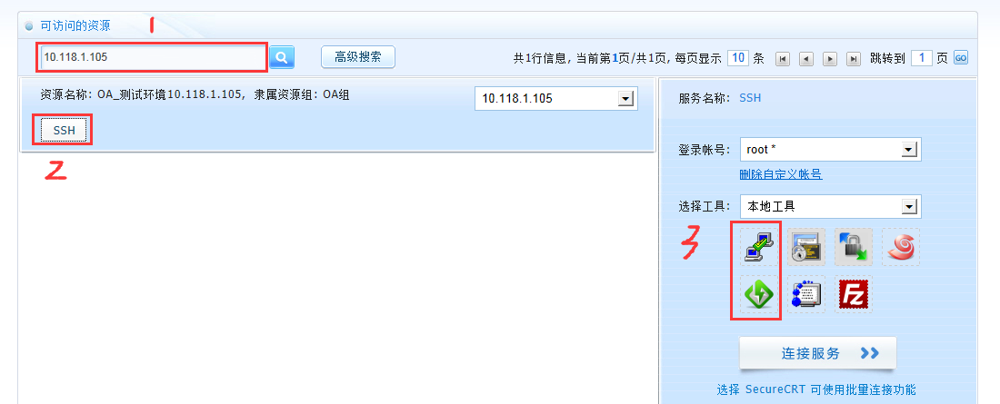 可访问的资源
1
10.118.1.105
高级搜索
共1行信息, 当前第1页/共1页, 每页显示 10 条 跳转到 1 页 GO
资源名称: OA_测试环境10.118.1.105, 隶属资源组: OA组
10.118.1.105
SSH
2
服务名称: SSH
登录帐号: root *
删除自定义帐号
选择工具: 本地工具
3
FZ
连接服务
选择 SecureCRT 可使用批量连接功能